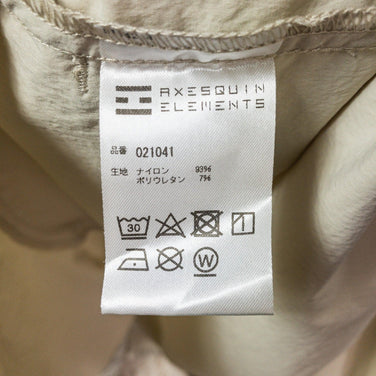 AXESQUIN
ELEMENTS
品番 021041
生地 ナイロン 93%
ポリウレタン 7%
30
W